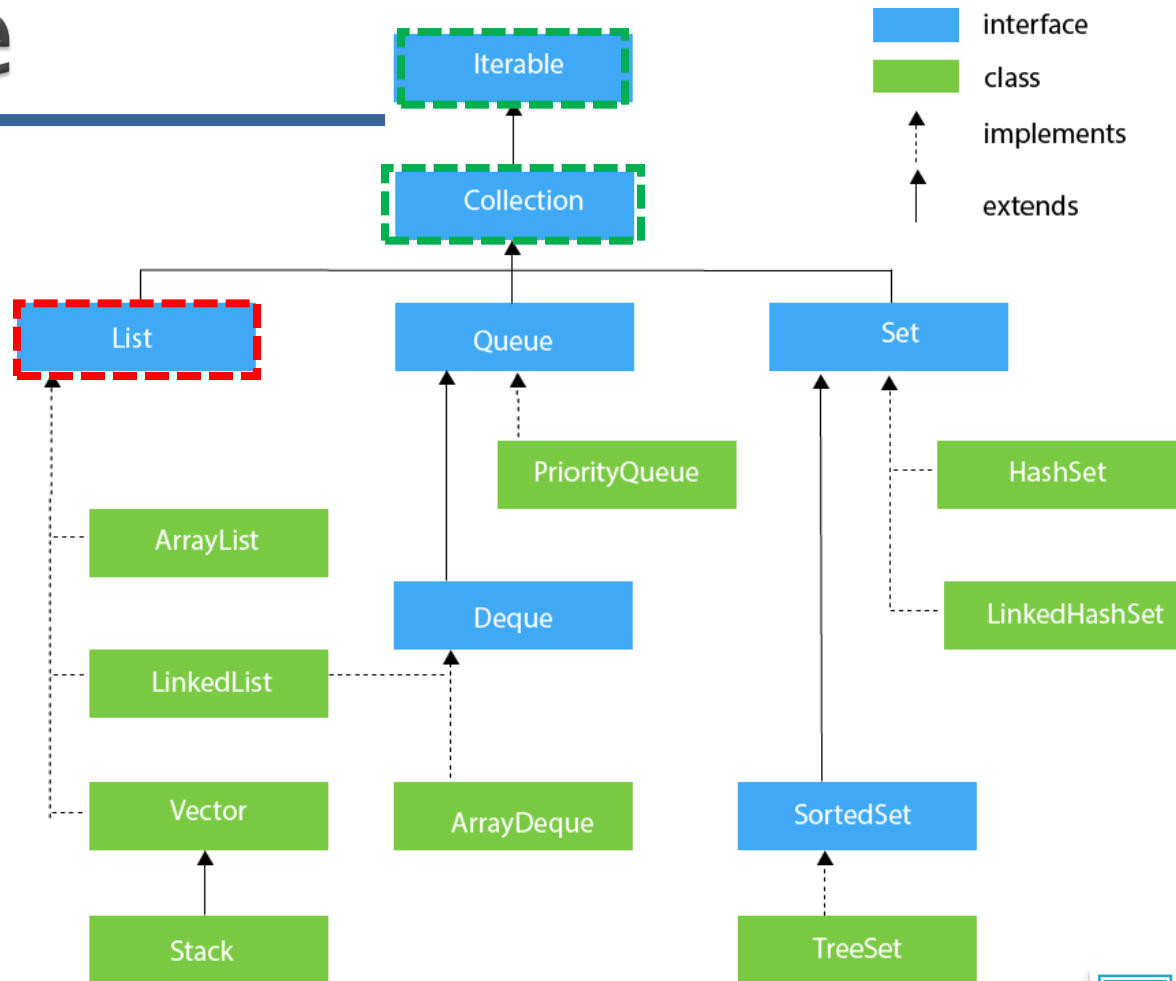 e
Iterable
interface
class
implements
extends
Collection
List
Queue
Set
PriorityQueue
HashSet
ArrayList
Deque
LinkedHashSet
LinkedList
Vector
ArrayDeque
SortedSet
Stack
TreeSet